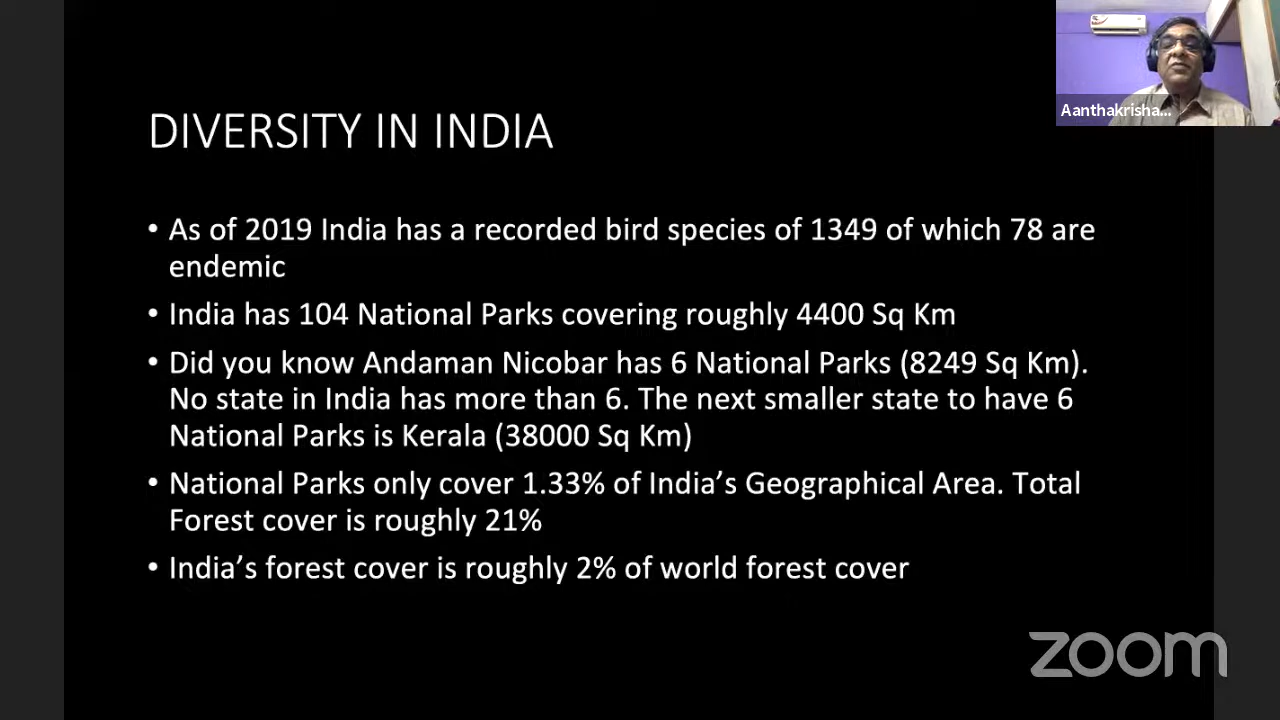 Aanthakrisha...
DIVERSITY IN INDIA
• As of 2019 India has a recorded bird species of 1349 of which 78 are
endemic
• India has 104 National Parks covering roughly 4400 Sq Km
• Did you know Andaman Nicobar has 6 National Parks (8249 Sq Km).
No state in India has more than 6. The next smaller state to have 6
National Parks is Kerala (38000 Sq Km)
• National Parks only cover 1.33% of India’s Geographical Area. Total
Forest cover is roughly 21%
• India’s forest cover is roughly 2% of world forest cover
zoom